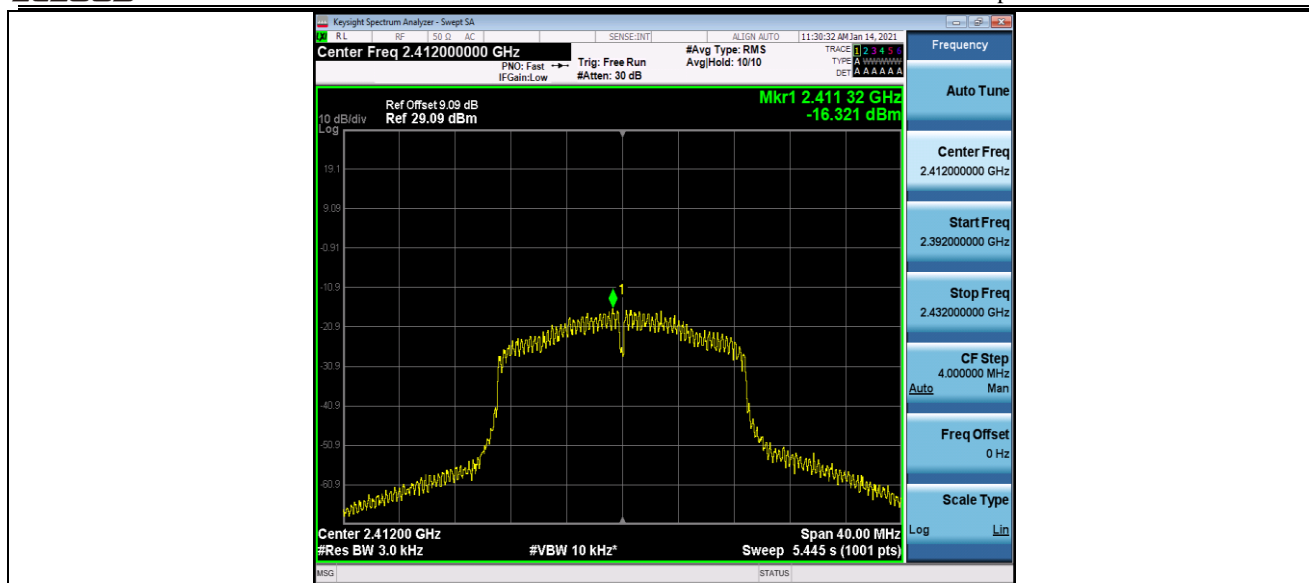 Keysight Spectrum Analyzer - Swept SA
RL RF 50 Ω AC SENSE:INT ALIGN AUTO 11:30:32 AM Jan 14, 2021
Center Freq 2.412000000 GHz
PNO: Fast
IFGain:Low
Trig: Free Run
#Atten: 30 dB
#Avg Type: RMS
Avg|Hold: 10/10
TRACE 1 2 3 4 5 6
TYPE A WWWWW
DET A A A A A A
Frequency
Mkr1 2.411 32 GHz
-16.321 dBm
Ref Offset 9.09 dB
10 dB/div Ref 29.09 dBm
Log
19.1
9.09
-0.91
-10.9
-20.9
-30.9
-40.9
-50.9
-60.9
1
Center 2.41200 GHz Span 40.00 MHz
#Res BW 3.0 kHz #VBW 10 kHz* Sweep 5.445 s (1001 pts)
MSG STATUS
Auto Tune
Center Freq
2.412000000 GHz
Start Freq
2.392000000 GHz
Stop Freq
2.432000000 GHz
CF Step
4.000000 MHz
Auto Man
Freq Offset
0 Hz
Scale Type
Log Lin